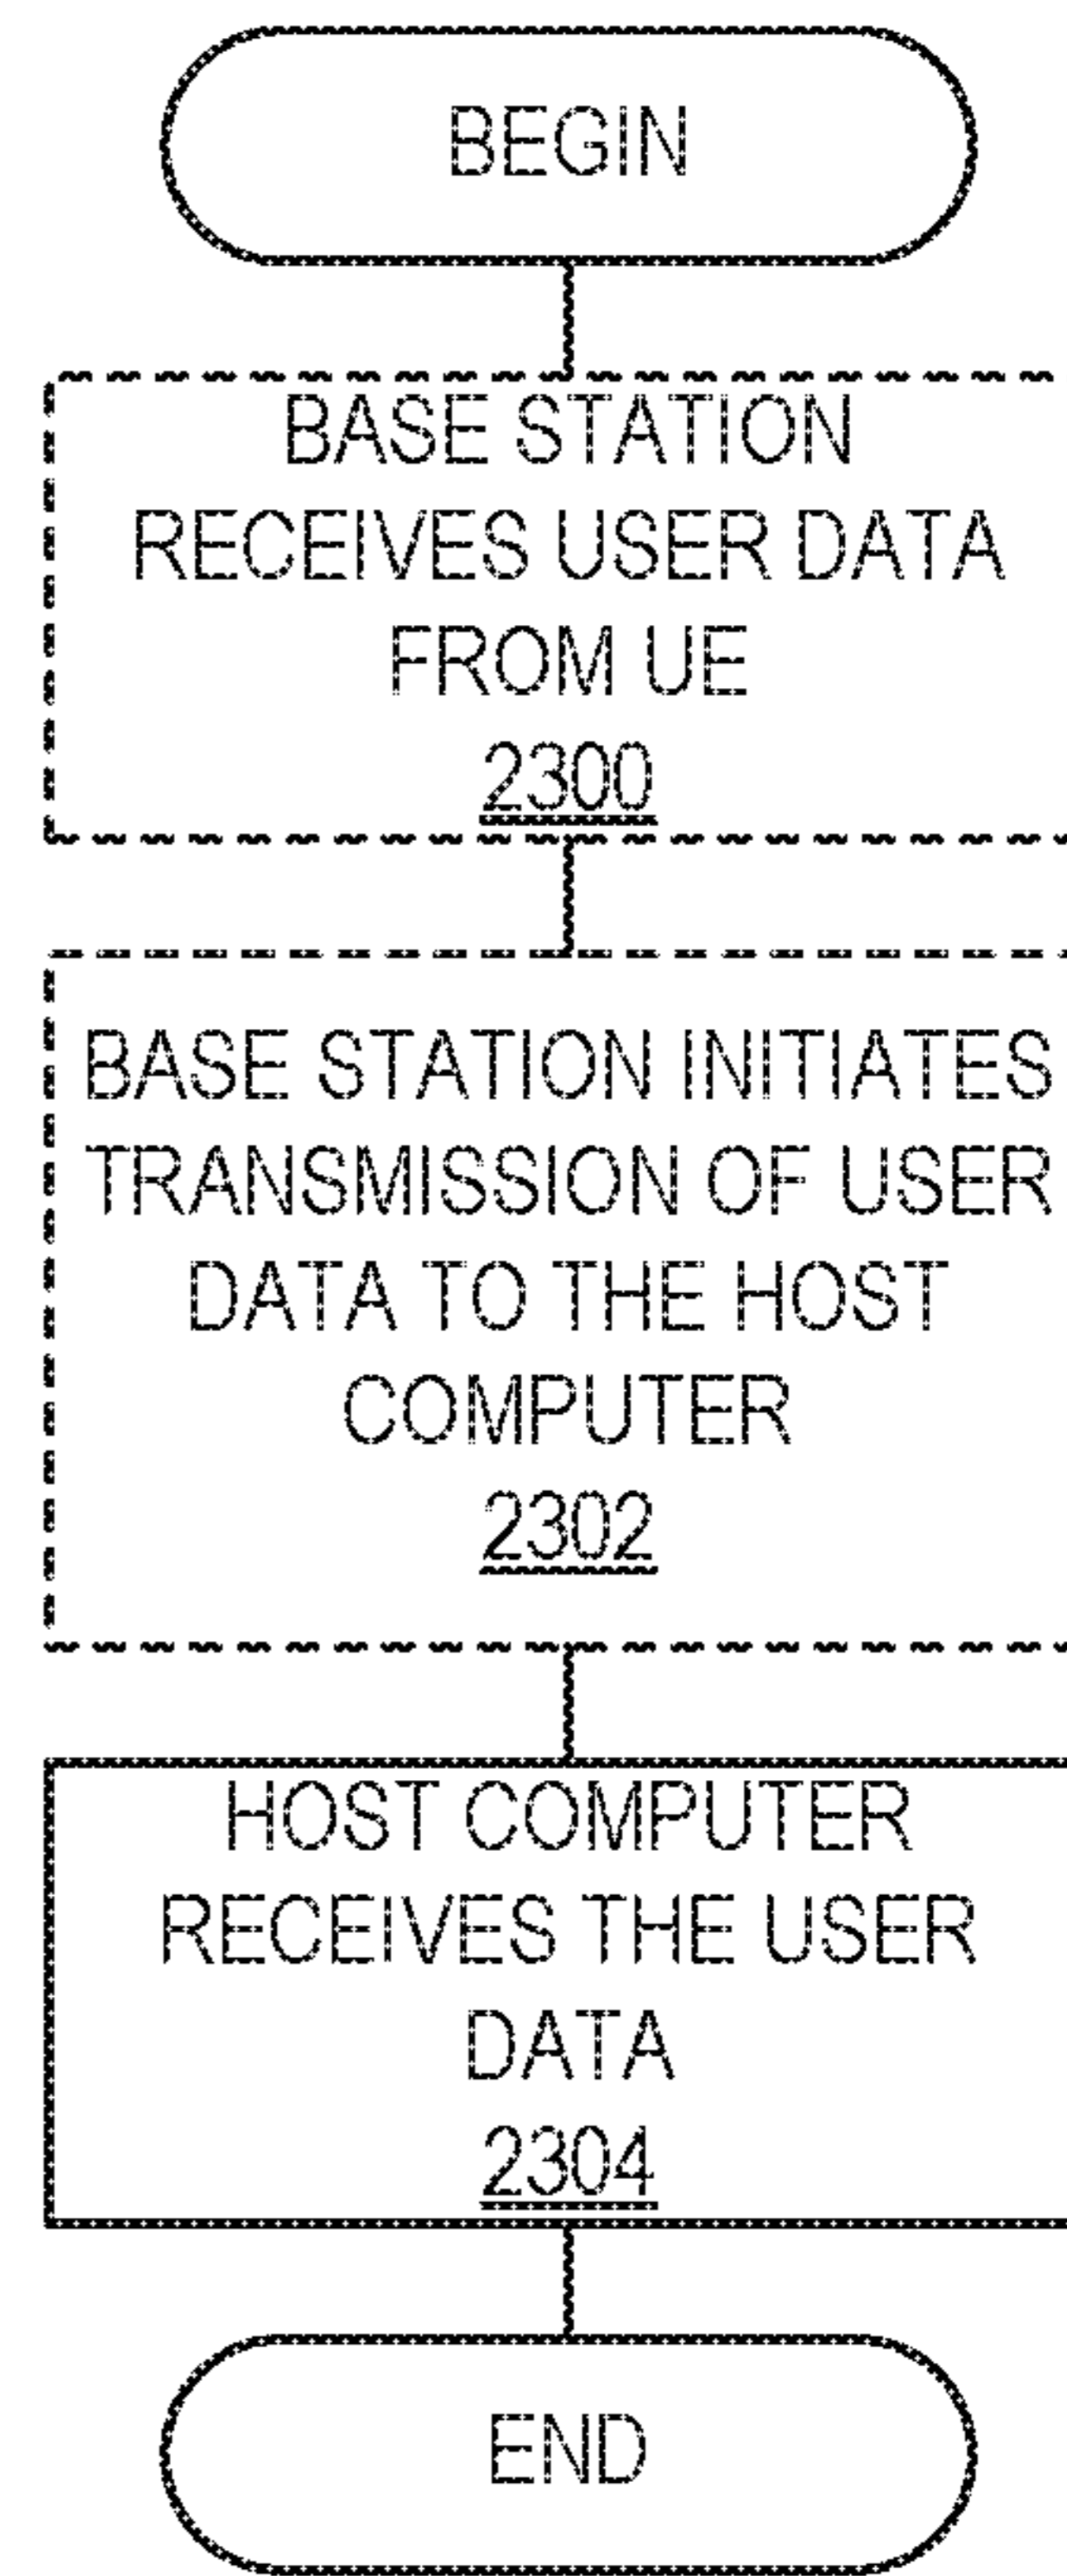 BEGIN
BASE STATION
RECEIVES USER DATA
FROM UE
2300
BASE STATION INITIATES
TRANSMISSION OF USER
DATA TO THE HOST
COMPUTER
2302
HOST COMPUTER
RECEIVES THE USER
DATA
2304
END